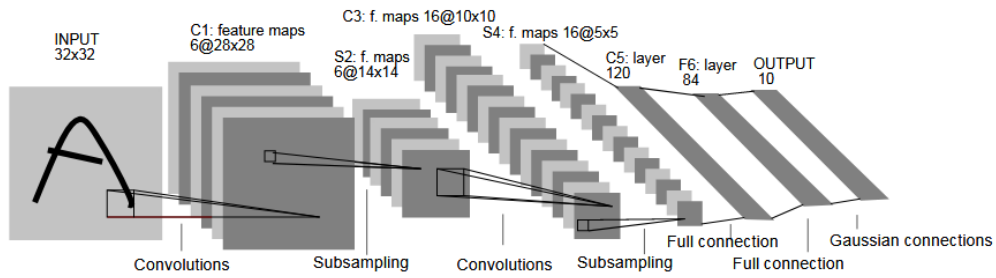 INPUT
32x32
C1: feature maps
6@28x28
S2: f. maps
6@14x14
C3: f. maps 16@10x10
S4: f. maps 16@5x5
C5: layer
120
F6: layer
84
OUTPUT
10
Convolutions
Subsampling
Convolutions
Subsampling
Full connection
Full connection
Gaussian connections
A